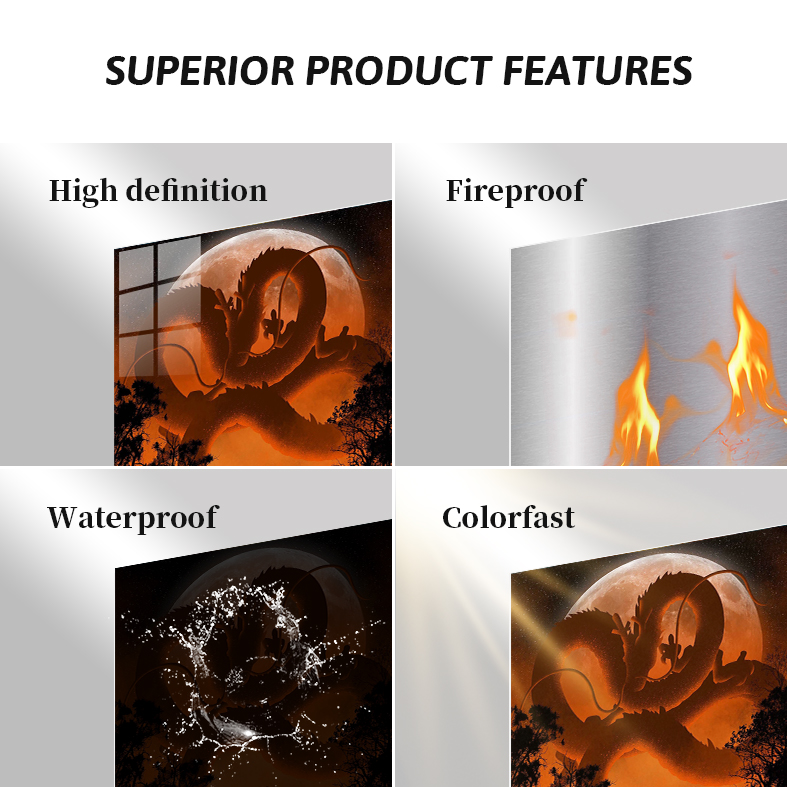 SUPERIOR PRODUCT FEATURES
High definition
Fireproof
Waterproof
Colorfast